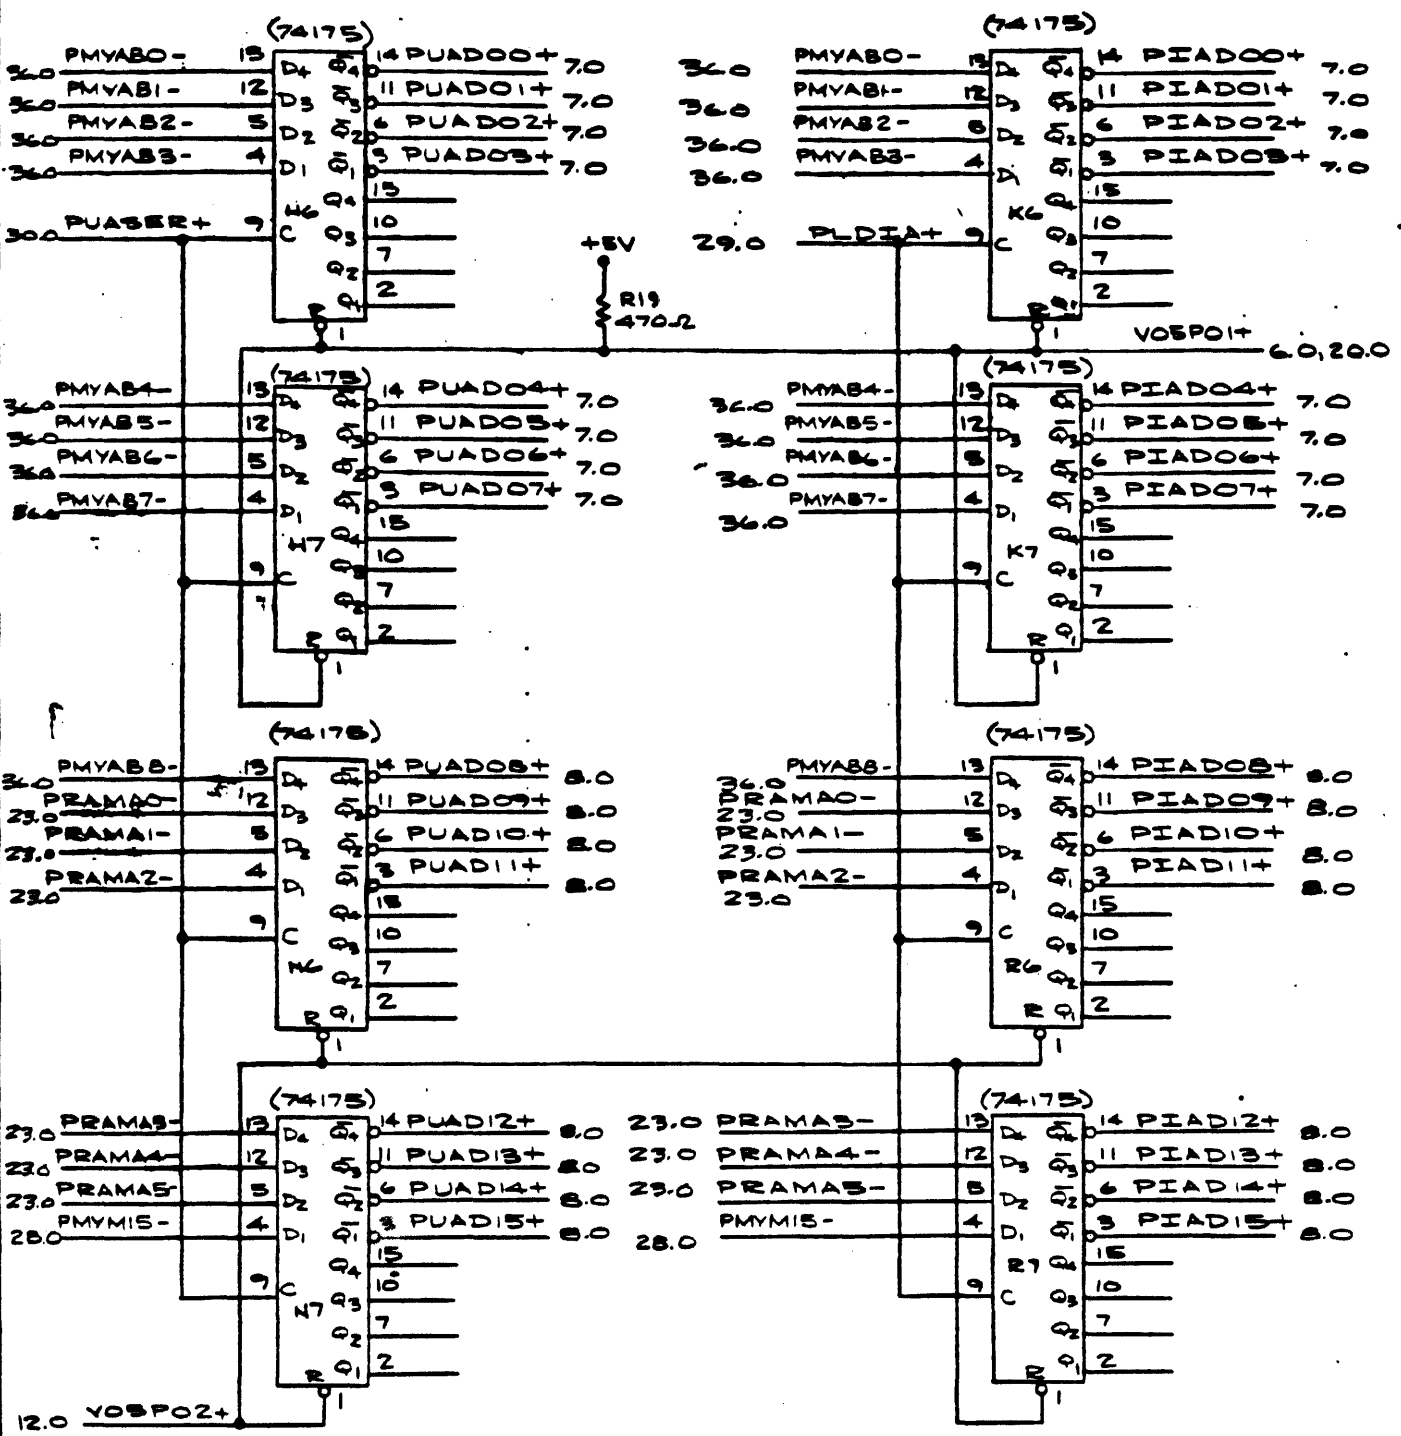 (74175) (74175)
PMYAB0- 13 D4 Q4 14 PUAD00+ 7.0 36.0 PMYAB0- 13 D4 Q4 14 PIAD00+ 7.0
36.0 PMYAB1- 12 D3 Q3 11 PUAD01+ 7.0 36.0 PMYAB1- 12 D3 Q3 11 PIAD01+ 7.0
36.0 PMYAB2- 5 D2 Q2 6 PUAD02+ 7.0 36.0 PMYAB2- 5 D2 Q2 6 PIAD02+ 7.0
36.0 PMYAB3- 4 D1 Q1 3 PUAD03+ 7.0 36.0 PMYAB3- 4 D1 Q1 3 PIAD03+ 7.0
36.0 H6 Q4 15 K6 Q4 15
30.0 PUASER+ 9 C Q3 10 +5V 29.0 PLDIA+ 9 C Q3 10
Q2 7 Q2 7
Q1 2 R19 Q1 2
R 1 470Ω R 1 VOSP01+
6.0,20.0
(74175) (74175)
36.0 PMYAB4- 13 D4 Q4 14 PUAD04+ 7.0 36.0 PMYAB4- 13 D4 Q4 14 PIAD04+ 7.0
36.0 PMYAB5- 12 D3 Q3 11 PUAD05+ 7.0 36.0 PMYAB5- 12 D3 Q3 11 PIAD05+ 7.0
36.0 PMYAB6- 5 D2 Q2 6 PUAD06+ 7.0 36.0 PMYAB6- 5 D2 Q2 6 PIAD06+ 7.0
36.0 PMYAB7- 4 D1 Q1 3 PUAD07+ 7.0 36.0 PMYAB7- 4 D1 Q1 3 PIAD07+ 7.0
H7 Q4 15 K7 Q4 15
9 C Q3 10 9 C Q3 10
Q2 7 Q2 7
R Q1 2 R Q1 2
1 1
(74175) (74175)
36.0 PMYAB8- 13 D4 Q4 14 PUAD08+ 8.0 36.0 PMYAB8- 13 D4 Q4 14 PIAD08+ 8.0
23.0 PRAMA0- 12 D3 Q3 11 PUAD09+ 8.0 23.0 PRAMA0- 12 D3 Q3 11 PIAD09+ 8.0
23.0 PRAMA1- 5 D2 Q2 6 PUAD10+ 8.0 23.0 PRAMA1- 5 D2 Q2 6 PIAD10+ 8.0
23.0 PRAMA2- 4 D1 Q1 3 PUAD11+ 8.0 23.0 PRAMA2- 4 D1 Q1 3 PIAD11+ 8.0
Q4 15 Q4 15
9 C Q3 10 9 C Q3 10
N6 Q2 7 R6 Q2 7
R Q1 2 R Q1 2
1 1
(74175) (74175)
23.0 PRAMA3- 13 D4 Q4 14 PUAD12+ 8.0 23.0 PRAMA3- 13 D4 Q4 14 PIAD12+ 8.0
23.0 PRAMA4- 12 D3 Q3 11 PUAD13+ 8.0 23.0 PRAMA4- 12 D3 Q3 11 PIAD13+ 8.0
23.0 PRAMA5- 5 D2 Q2 6 PUAD14+ 8.0 23.0 PRAMA5- 5 D2 Q2 6 PIAD14+ 8.0
28.0 PMYM15- 4 D1 Q1 3 PUAD15+ 8.0 28.0 PMYM15- 4 D1 Q1 3 PIAD15+ 8.0
Q4 15 R7 Q4 15
9 C N7 Q3 10 9 C Q3 10
Q2 7 Q2 7
R Q1 2 R Q1 2
12.0 VOSP02+ 1 1